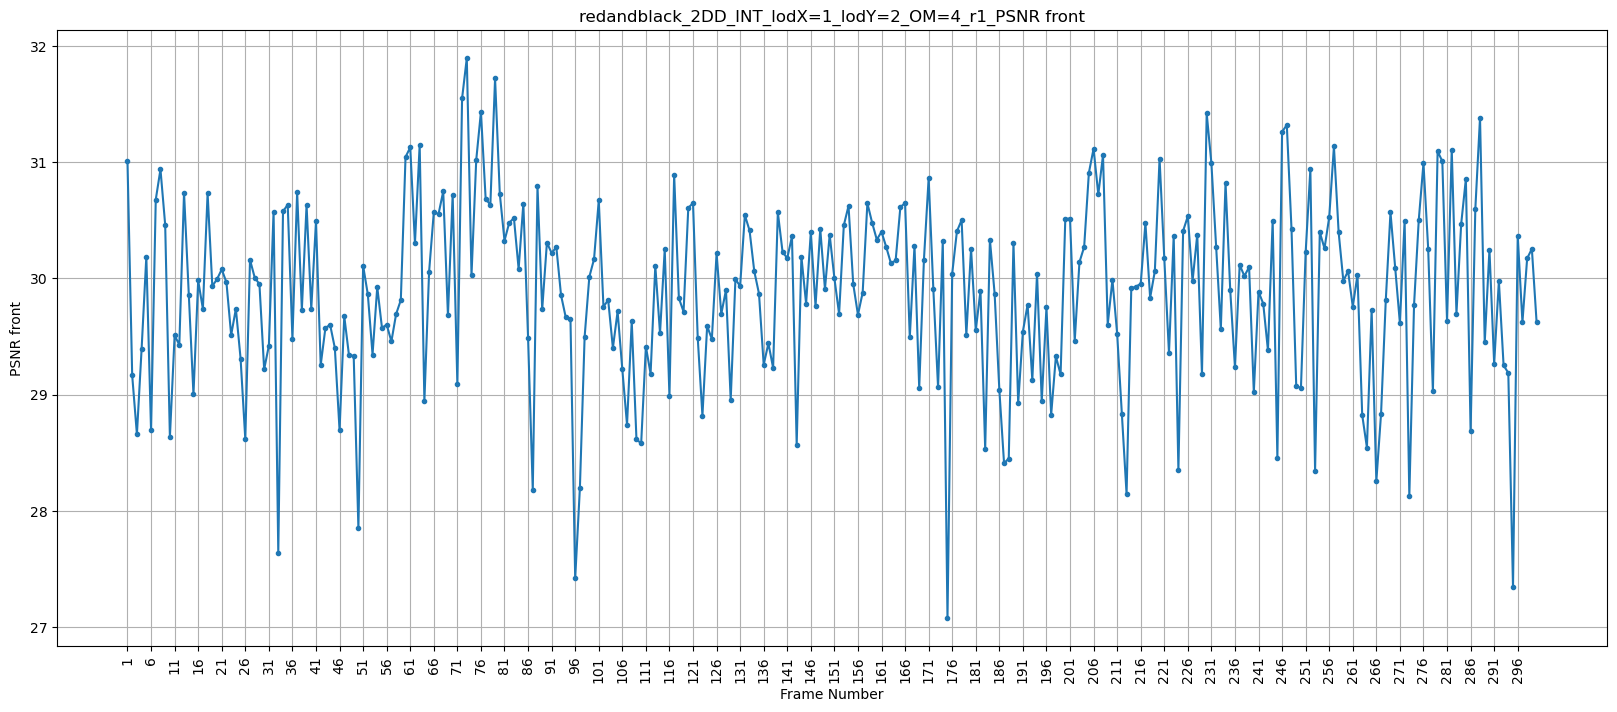 redandblack_2DD_INT_lodX=1_lodY=2_OM=4_r1_PSNR front
32
31
30
29
28
27
PSNR front
1 6 11 16 21 26 31 36 41 46 51 56 61 66 71 76 81 86 91 96 101 106 111 116 121 126 131 136 141 146 151 156 161 166 171 176 181 186 191 196 201 206 211 216 221 226 231 236 241 246 251 256 261 266 271 276 281 286 291 296
Frame Number